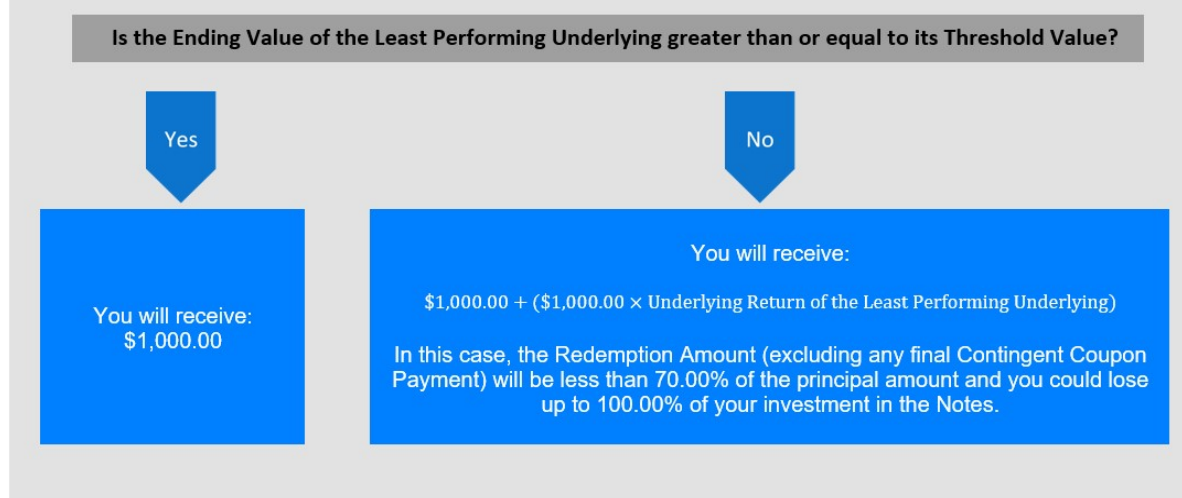 Is the Ending Value of the Least Performing Underlying greater than or equal to its Threshold Value?
Yes
No
You will receive:
$1,000.00
You will receive:
$1,000.00 + ($1,000.00 × Underlying Return of the Least Performing Underlying)
In this case, the Redemption Amount (excluding any final Contingent Coupon
Payment) will be less than 70.00% of the principal amount and you could lose
up to 100.00% of your investment in the Notes.